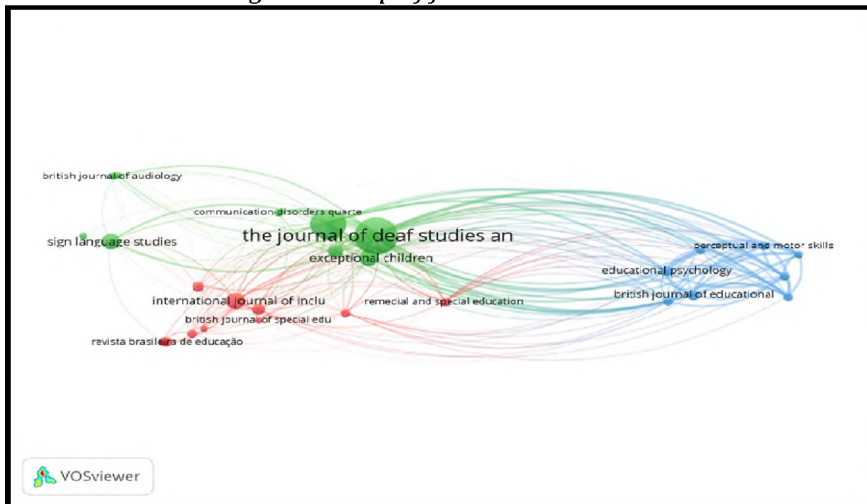 british journal of audiology
communication disorders quarte
sign language studies
the journal of deaf studies an
exceptional children
perceptual and motor skills
educational psychology
british journal of educational
international journal of inclu
remecial and special education
british journal of special edu
revista brasileira de educação
VOSviewer